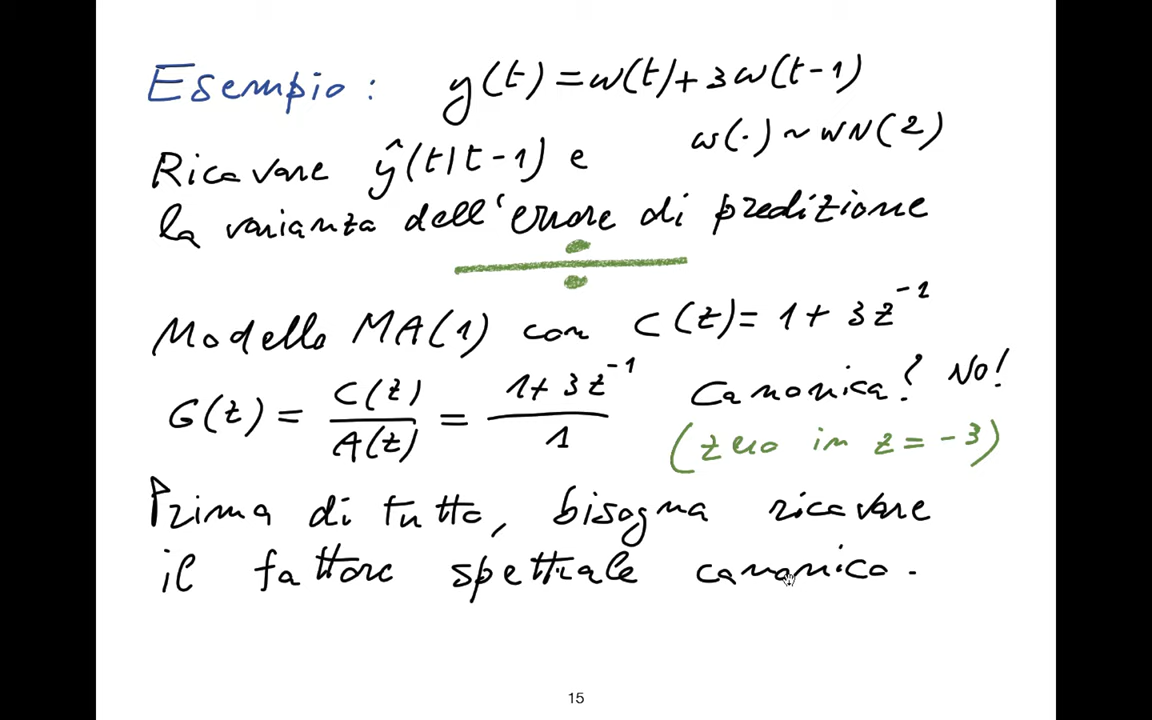 Esempio: y(t) = w(t) + 3w(t-1)
w(·) ~ WN(2)
Ricavare ŷ(t|t-1) e
la varianza dell'errore di predizione
Modello MA(1) con C(z) = 1 + 3z⁻¹
G(z) = C(z)/A(z) = 1 + 3z⁻¹/1
Canonica? No!
(zero in z = -3)
Prima di tutto, bisogna ricavare
il fattore spettrale canonico.
15